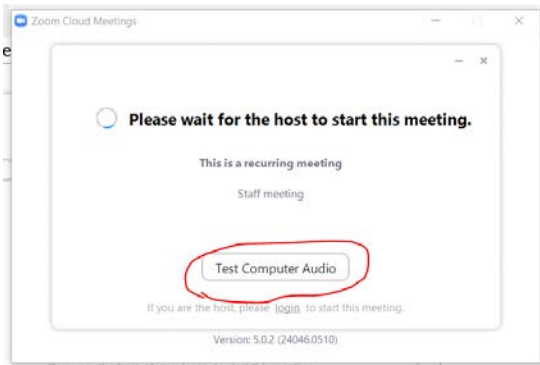 Zoom Cloud Meetings
e
Please wait for the host to start this meeting.
This is a recurring meeting
Staff meeting
Test Computer Audio
If you are the host, please login to start this meeting.
Version: 5.0.2 (24046.0510)